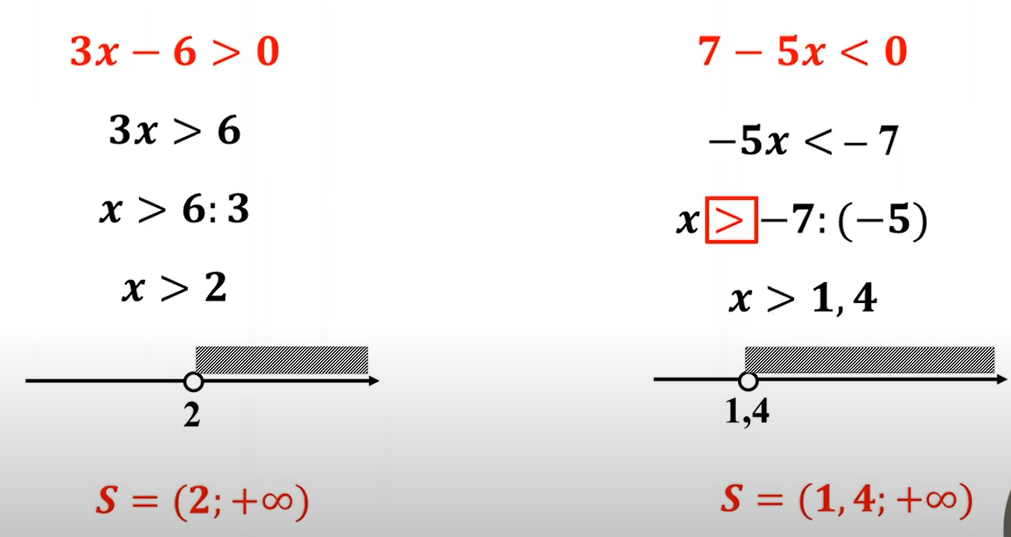 3x − 6 > 0
3x > 6
x > 6: 3
x > 2
2
S = (2; +∞)
7 − 5x < 0
−5x < − 7
x > −7: (−5)
x > 1, 4
1,4
S = (1, 4; +∞)